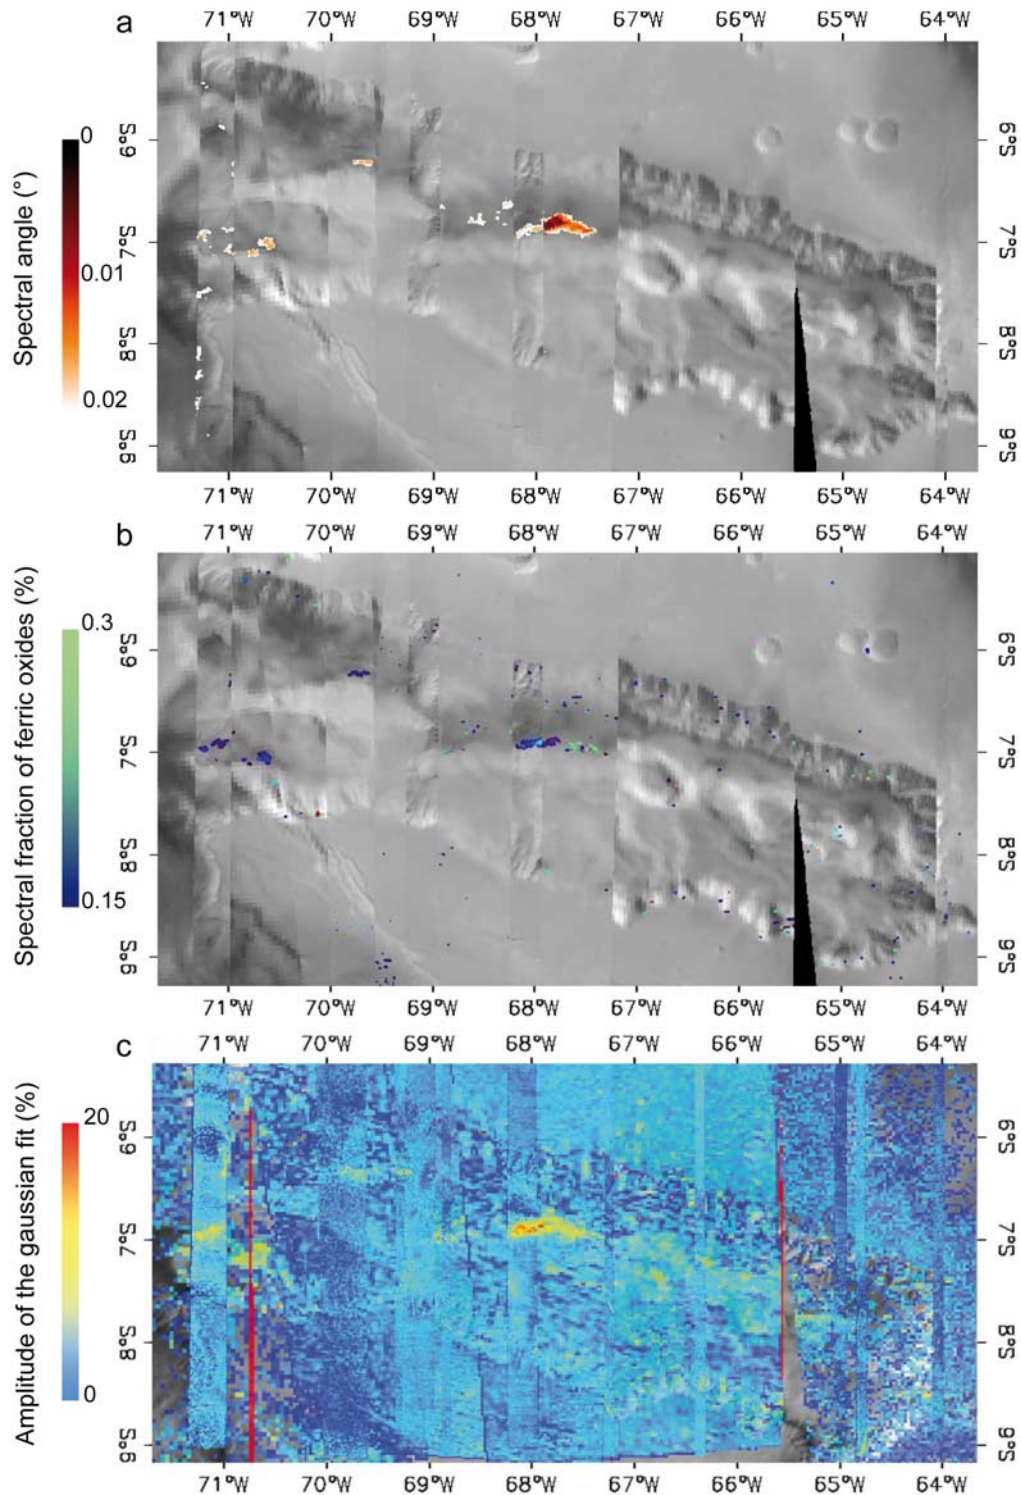 a
71°W 70°W 69°W 68°W 67°W 66°W 65°W 64°W
Spectral angle (°)
0
0.01
0.02
6°S 7°S 8°S 9°S
6°S 7°S 8°S 9°S
71°W 70°W 69°W 68°W 67°W 66°W 65°W 64°W
b
71°W 70°W 69°W 68°W 67°W 66°W 65°W 64°W
Spectral fraction of ferric oxides (%)
0.3
0.15
6°S 7°S 8°S 9°S
6°S 7°S 8°S 9°S
71°W 70°W 69°W 68°W 67°W 66°W 65°W 64°W
c
71°W 70°W 69°W 68°W 67°W 66°W 65°W 64°W
Amplitude of the gaussian fit (%)
20
0
6°S 7°S 8°S 9°S
6°S 7°S 8°S 9°S
71°W 70°W 69°W 68°W 67°W 66°W 65°W 64°W